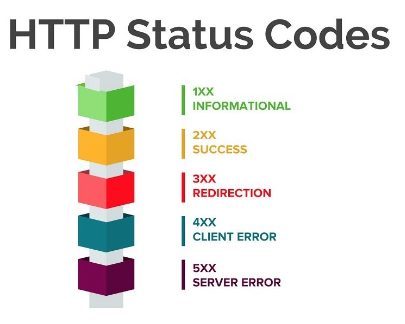 HTTP Status Codes
1XX
INFORMATIONAL
2XX
SUCCESS
3XX
REDIRECTION
4XX
CLIENT ERROR
5XX
SERVER ERROR